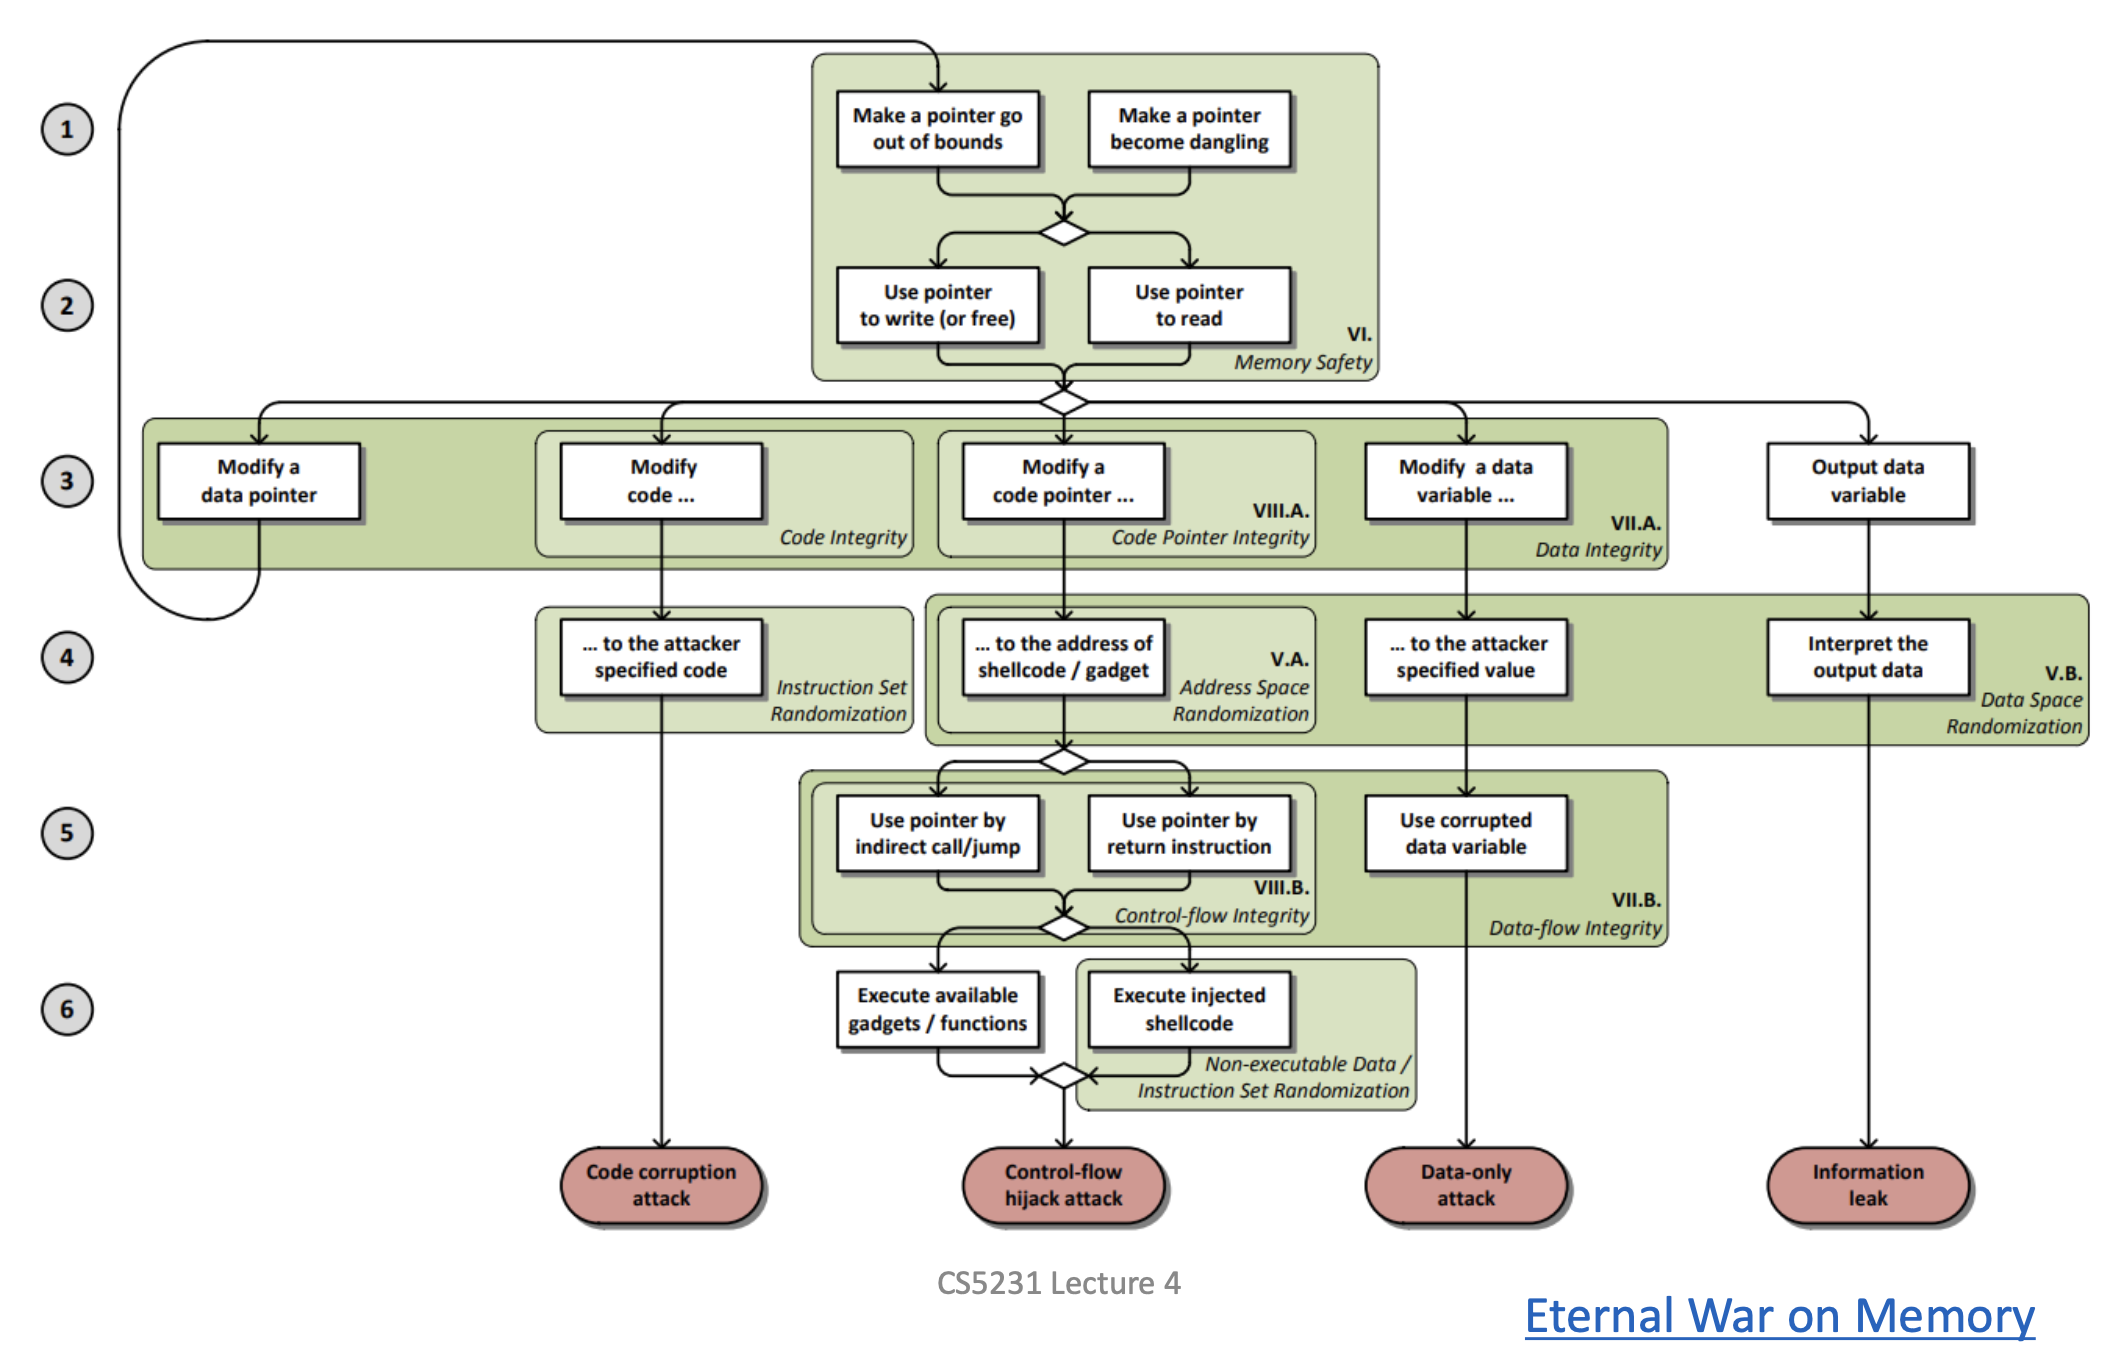 1
Make a pointer go
out of bounds
Make a pointer
become dangling
2
Use pointer
to write (or free)
Use pointer
to read
VI.
Memory Safety
3
Modify a
data pointer
Modify
code ...
Code Integrity
Modify a
code pointer ...
VIII.A.
Code Pointer Integrity
Modify a data
variable ...
VII.A.
Data Integrity
Output data
variable
4
... to the attacker
specified code
Instruction Set
Randomization
... to the address of
shellcode / gadget
V.A.
Address Space
Randomization
... to the attacker
specified value
Interpret the
output data
V.B.
Data Space
Randomization
5
Use pointer by
indirect call/jump
Use pointer by
return instruction
VIII.B.
Control-flow Integrity
Use corrupted
data variable
VII.B.
Data-flow Integrity
6
Execute available
gadgets / functions
Execute injected
shellcode
Non-executable Data /
Instruction Set Randomization
Code corruption
attack
Control-flow
hijack attack
Data-only
attack
Information
leak
CS5231 Lecture 4
Eternal War on Memory